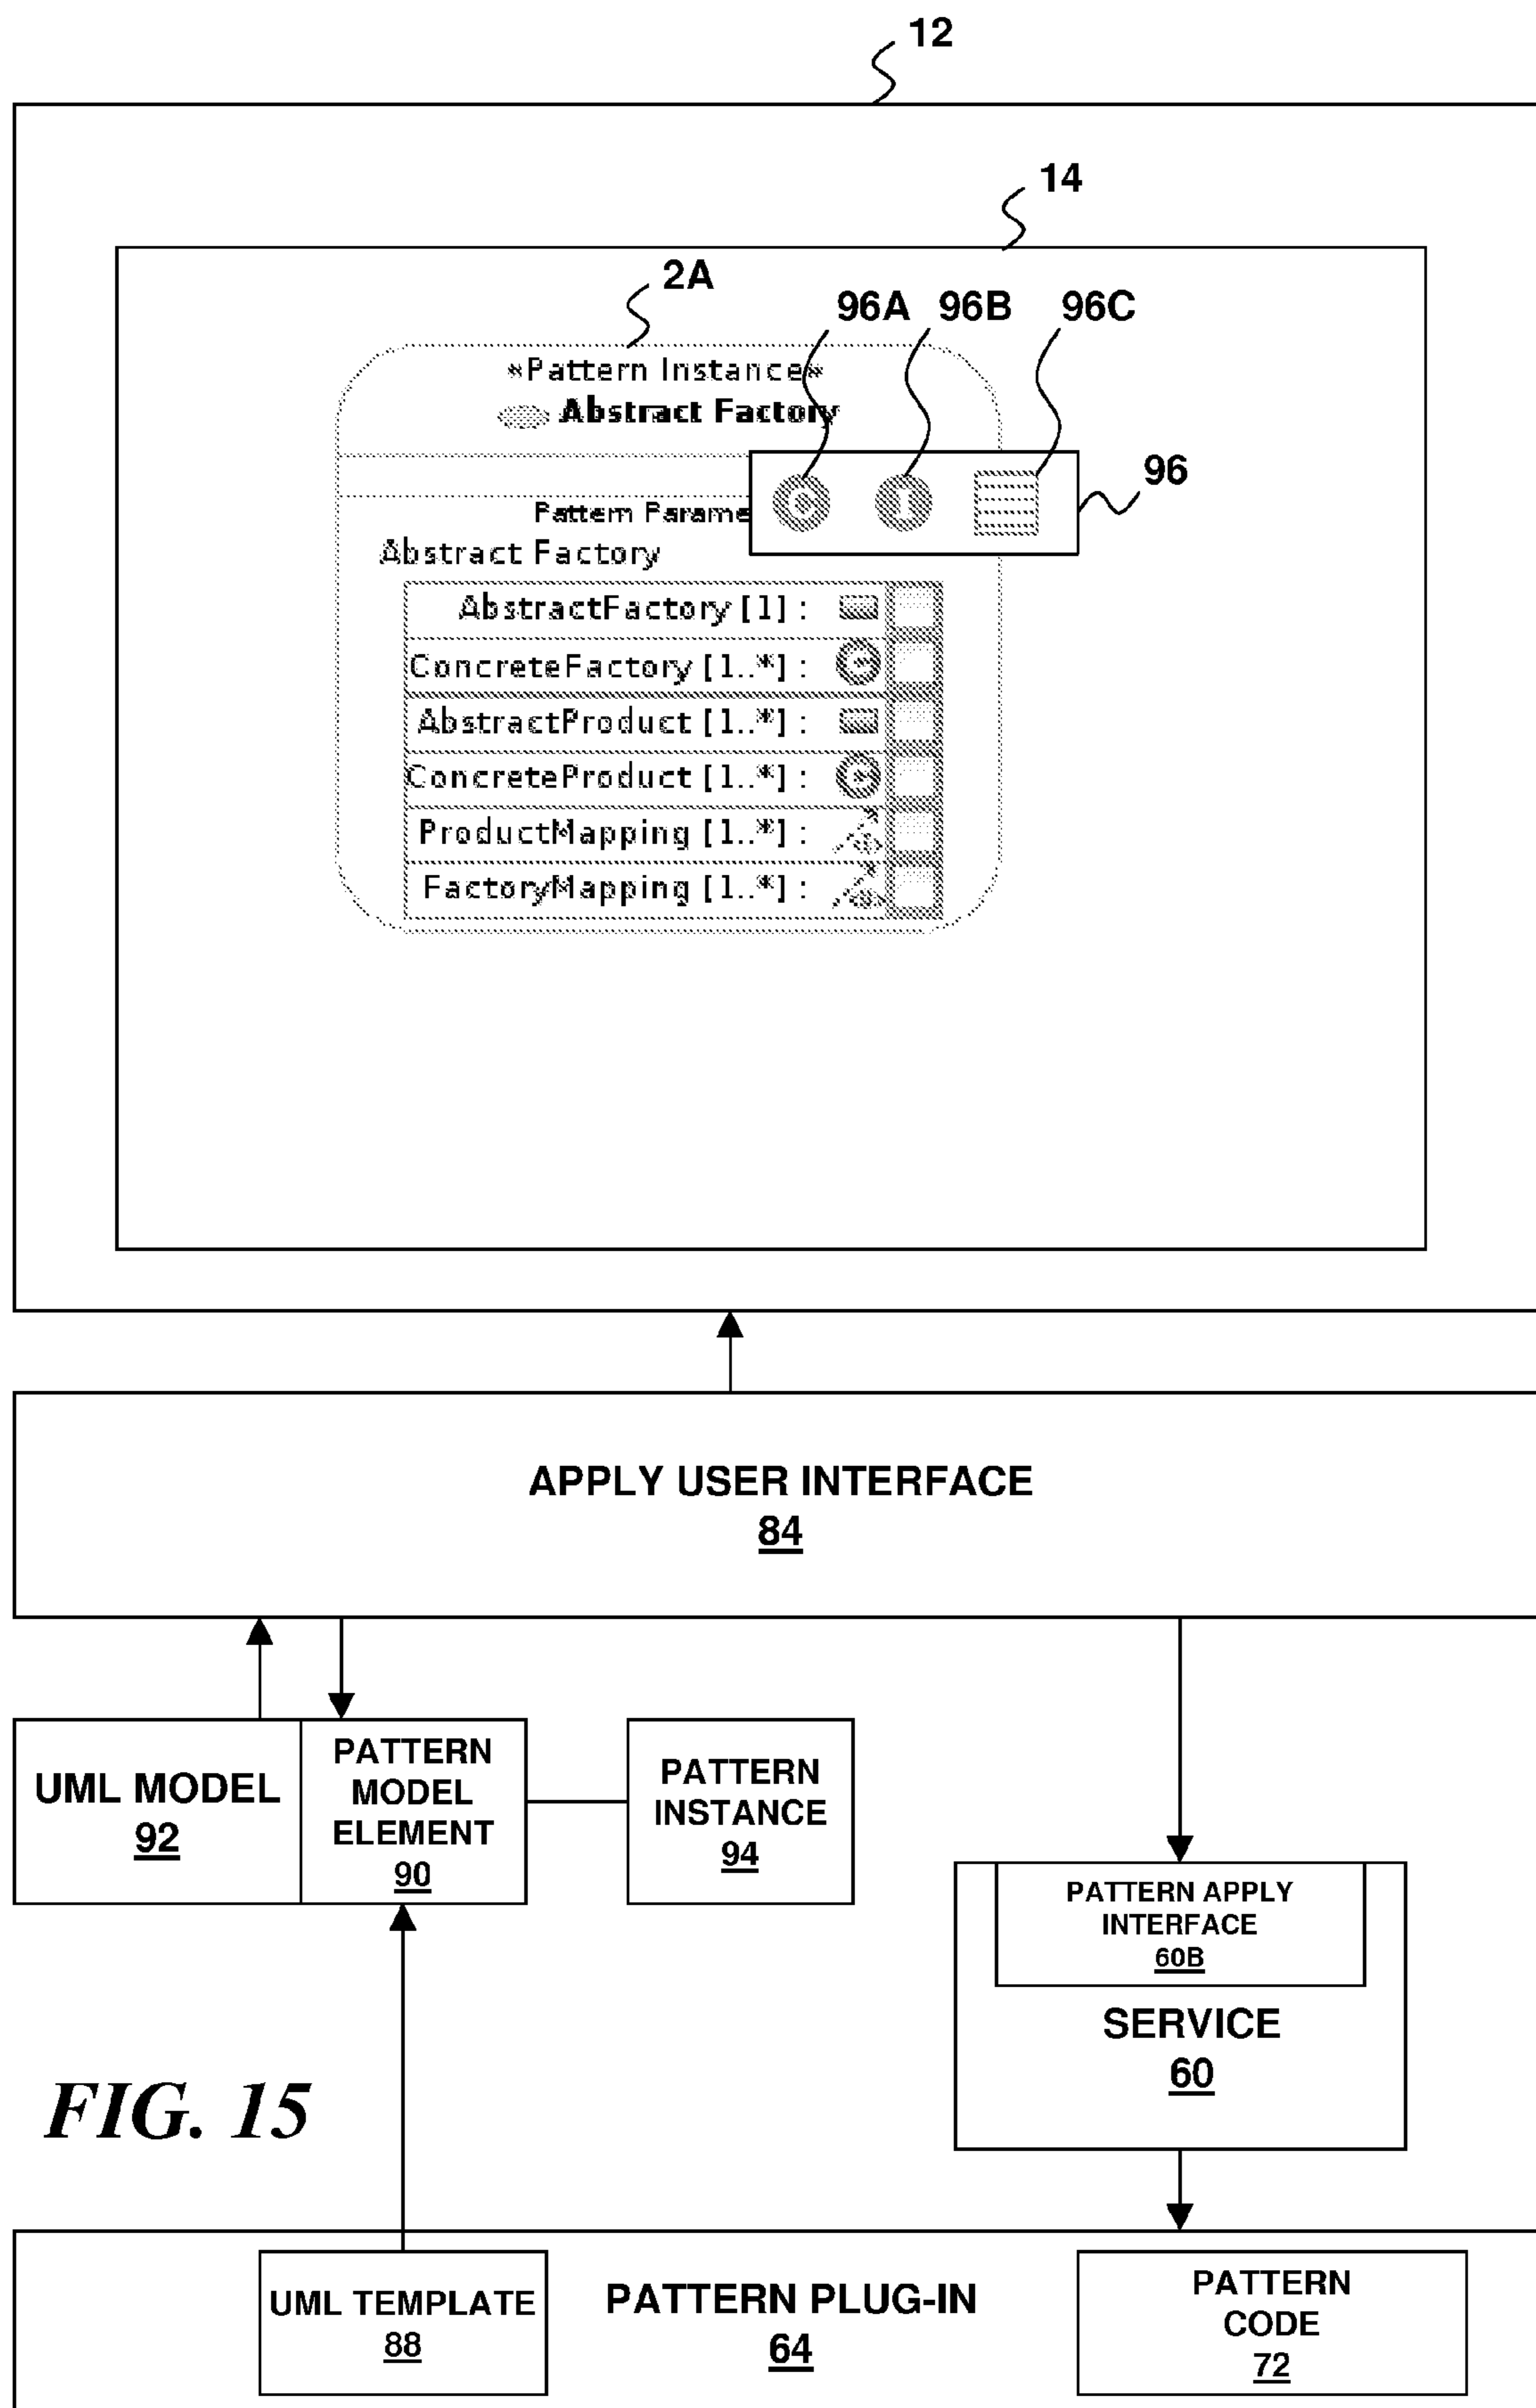 12
14
2A
96A 96B 96C
«Pattern Instance»
Abstract Factory
96
Pattern Parame
Abstract Factory
AbstractFactory [1] :
ConcreteFactory [1..*] :
AbstractProduct [1..*] :
ConcreteProduct [1..*] :
ProductMapping [1..*] :
FactoryMapping [1..*] :
APPLY USER INTERFACE
84
UML MODEL
92
PATTERN
MODEL
ELEMENT
90
PATTERN
INSTANCE
94
PATTERN APPLY
INTERFACE
60B
SERVICE
60
FIG. 15
UML TEMPLATE
88
PATTERN PLUG-IN
64
PATTERN
CODE
72